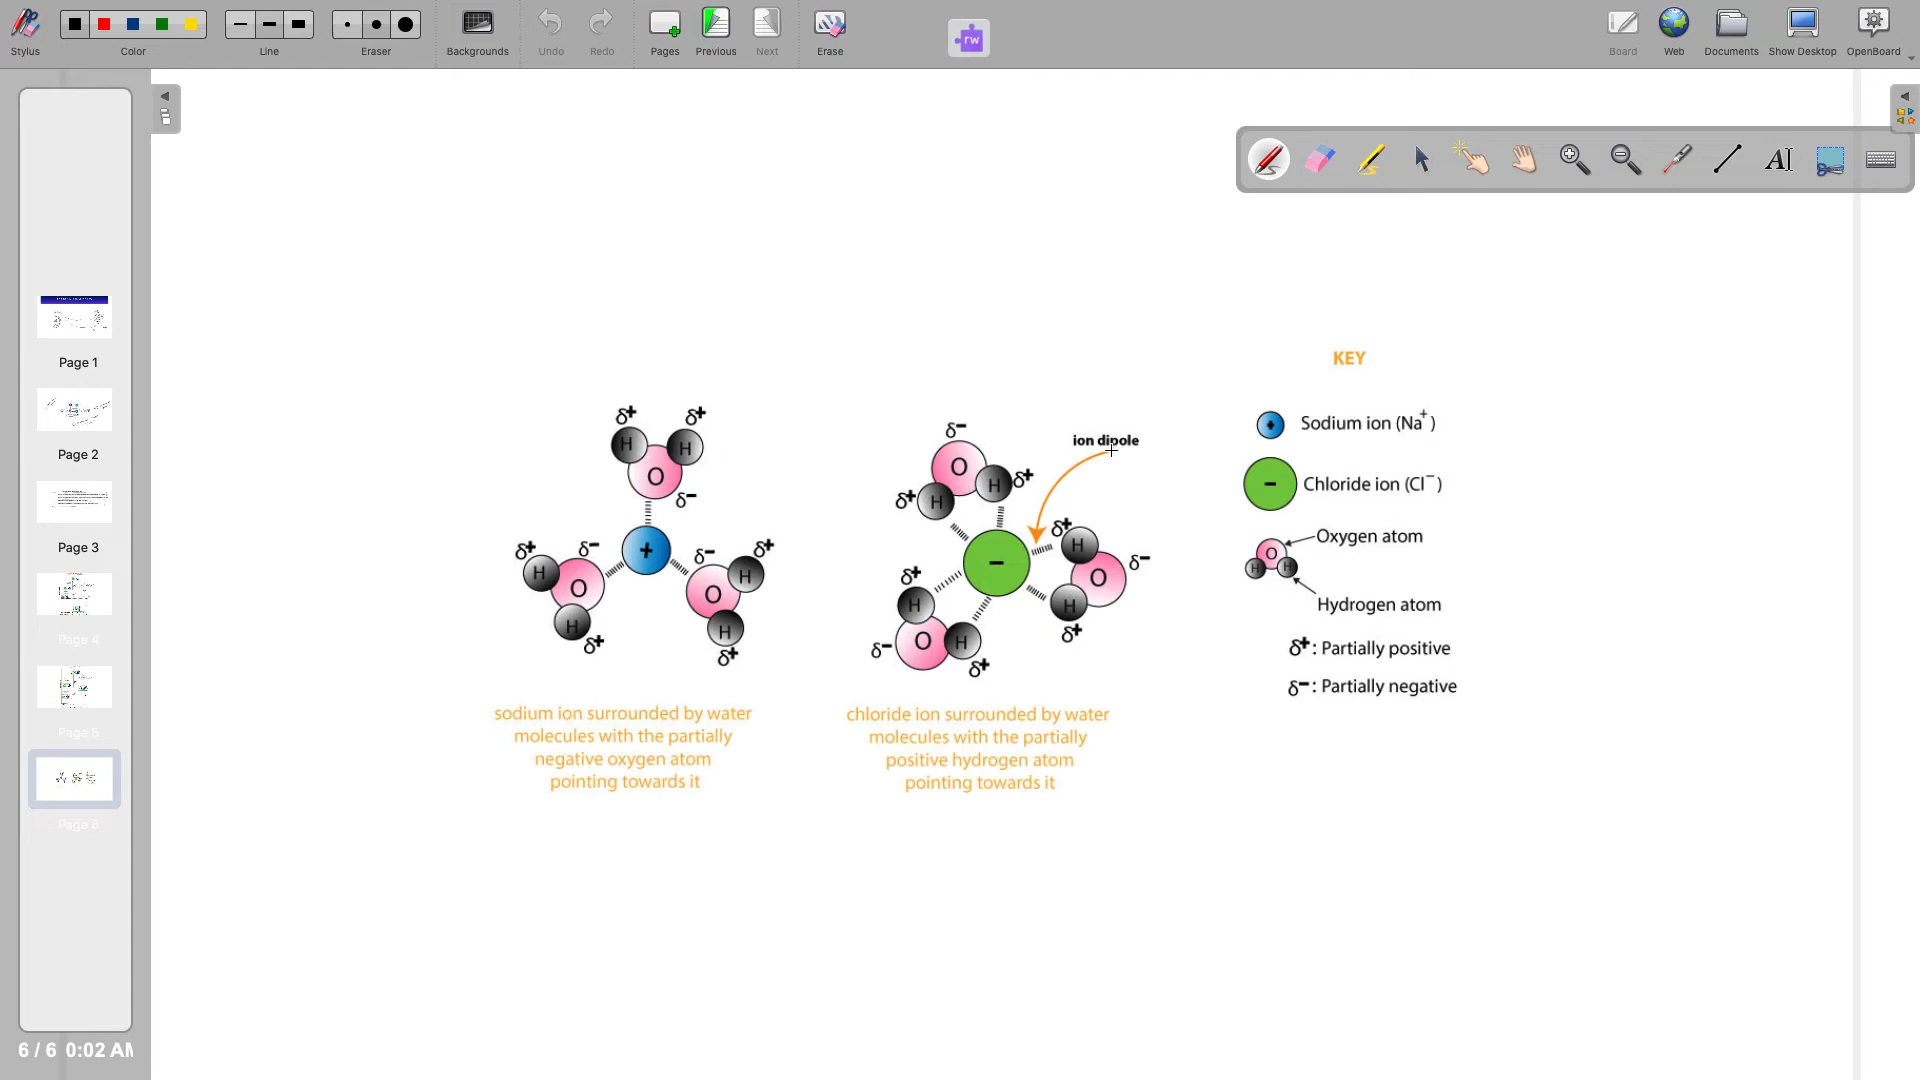 Stylus
Color
Line
Eraser
Backgrounds
Undo
Redo
Pages
Previous
Next
Erase
rw
Board
Web
Documents
Show Desktop
OpenBoard
Page 1
Page 2
Page 3
Page 4
Page 5
Page 6
6 / 6 0:02 AM
KEY
δ+ δ+
H H
O
δ−
δ+ δ−
H O
H
δ+
+
δ− δ+
O H
H
δ+
δ−
O
δ+ H H δ+
ion dipole
−
δ+
H
O δ−
H
δ+
δ+
H
δ− O H
δ+
Sodium ion (Na+)
Chloride ion (Cl−)
Oxygen atom
O
H H
Hydrogen atom
δ+: Partially positive
δ−: Partially negative
sodium ion surrounded by water
molecules with the partially
negative oxygen atom
pointing towards it
chloride ion surrounded by water
molecules with the partially
positive hydrogen atom
pointing towards it